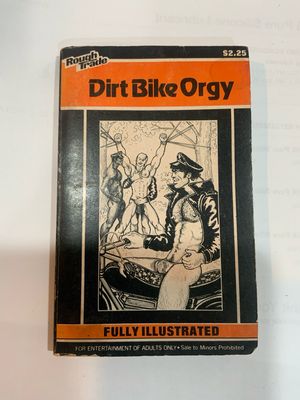 Rough
Trade
$2.25
Dirt Bike Orgy
FULLY ILLUSTRATED
FOR ENTERTAINMENT OF ADULTS ONLY • Sale to Minors Prohibited